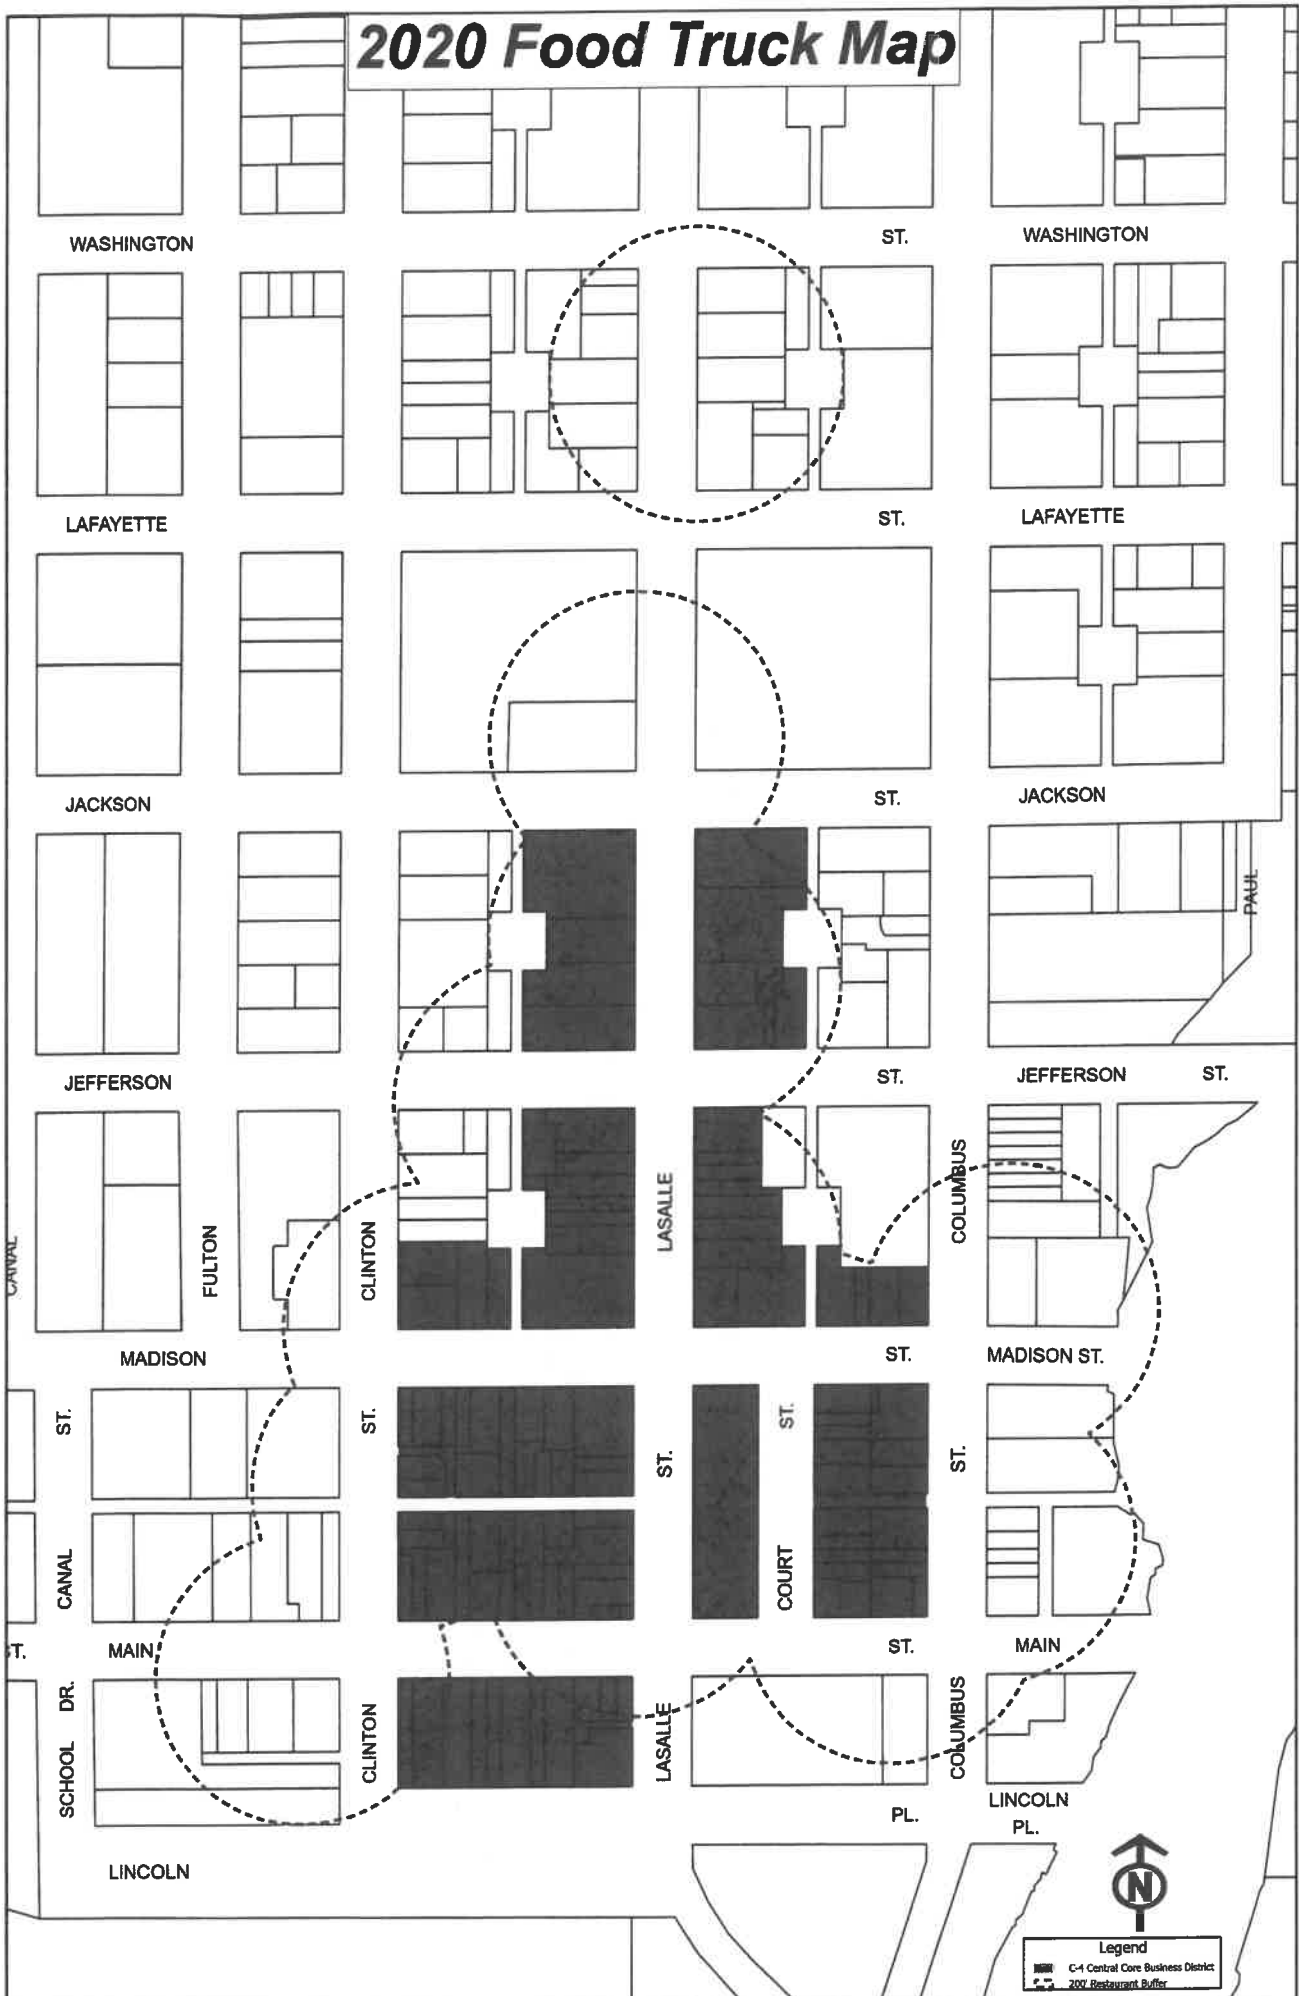 2020 Food Truck Map
WASHINGTON
ST.
WASHINGTON
LAFAYETTE
ST.
LAFAYETTE
JACKSON
ST.
JACKSON
PAUL
JEFFERSON
ST.
JEFFERSON
ST.
CANAL
FULTON
CLINTON
LASALLE
COLUMBUS
MADISON
ST.
MADISON ST.
ST.
ST.
ST.
ST.
ST.
CANAL
COURT
ST.
MAIN
ST.
MAIN
SCHOOL DR.
CLINTON
LASALLE
COLUMBUS
LINCOLN
PL.
PL.
LINCOLN
N
Legend
C-4 Central Core Business District
200' Restaurant Buffer